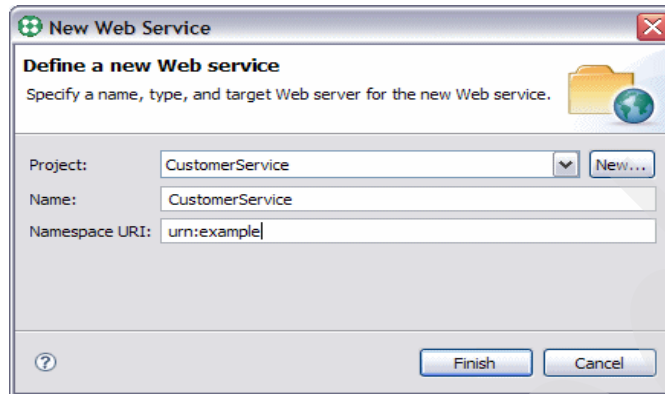 New Web Service
Define a new Web service
Specify a name, type, and target Web server for the new Web service.
Project: CustomerService New...
Name: CustomerService
Namespace URI: urn:example
? Finish Cancel